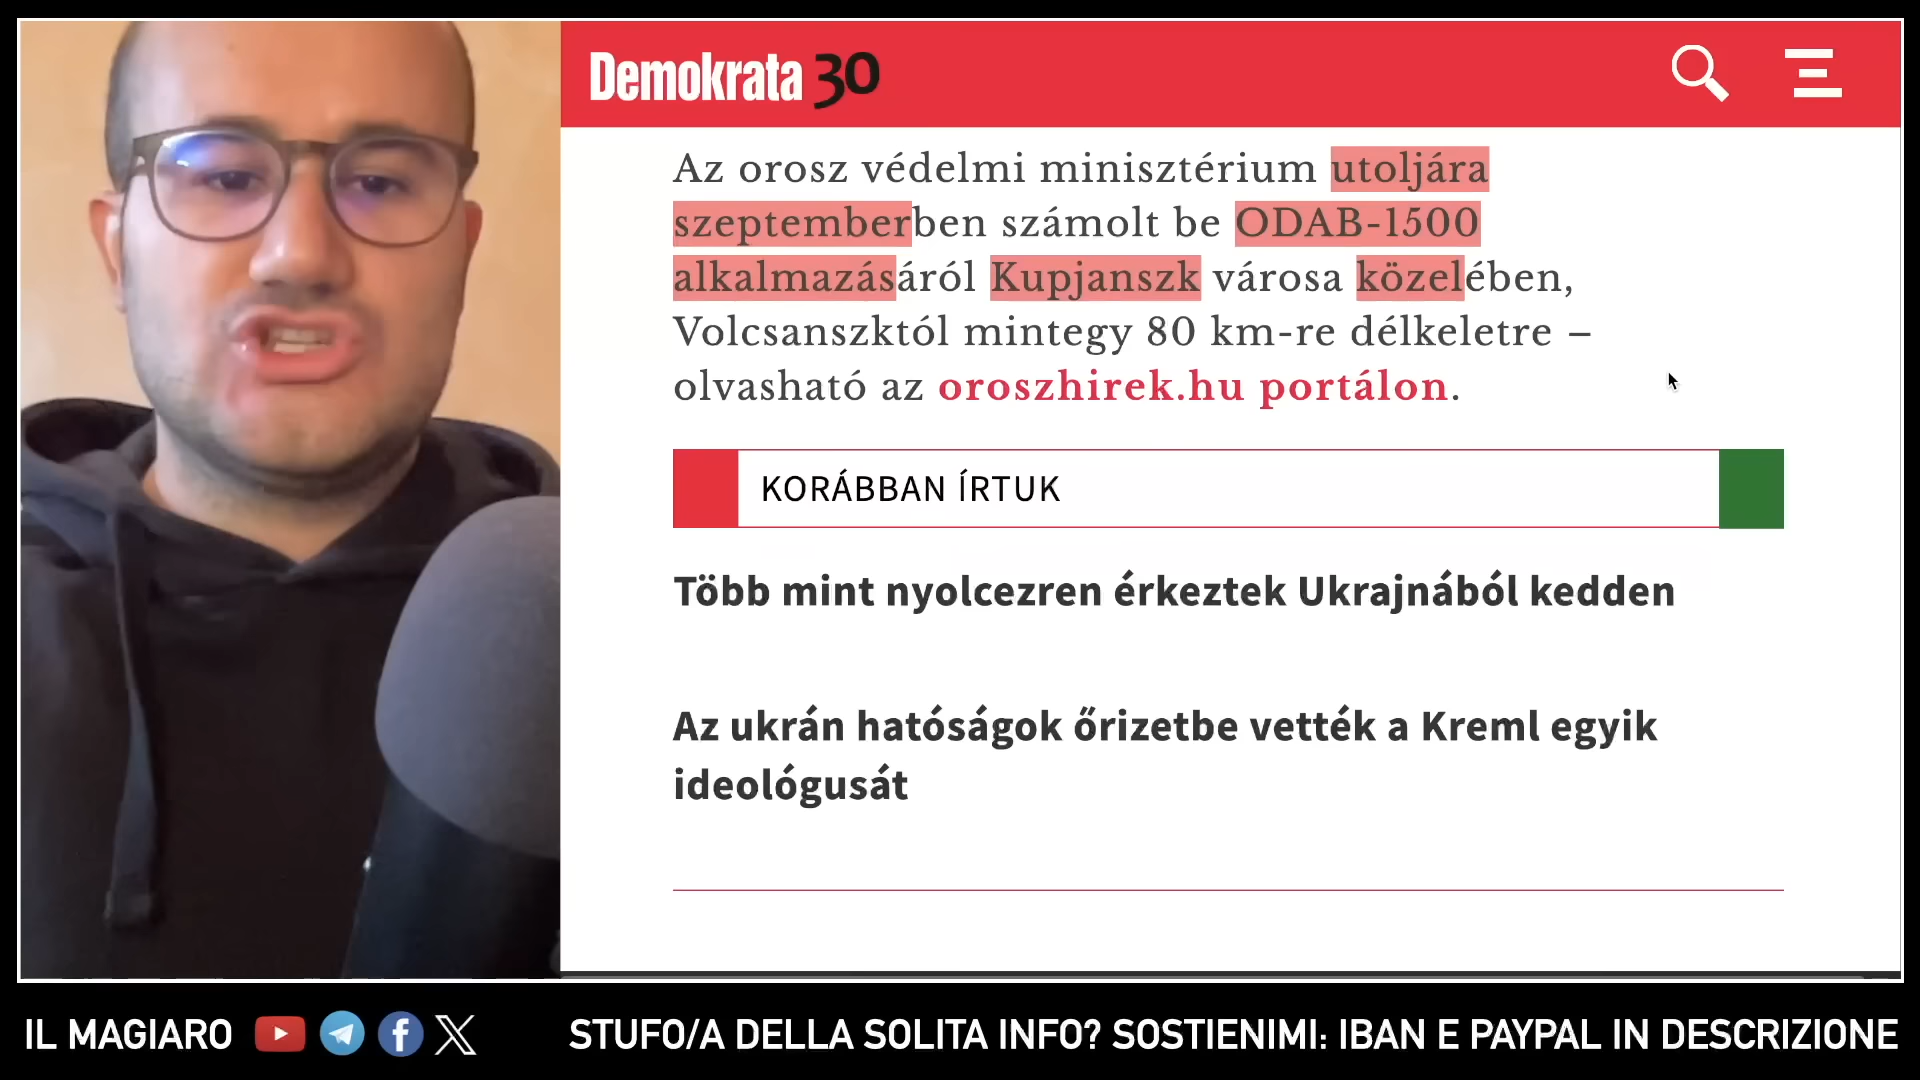 Demokrata 30
Az orosz védelmi minisztérium utoljára
szeptemberben számolt be ODAB-1500
alkalmazásáról Kupjanszk városa közelében,
Volcsanszktól mintegy 80 km-re délkeletre –
olvasható az oroszhirek.hu portálon.
KORÁBBAN ÍRTUK
Több mint nyolcezren érkeztek Ukrajnából kedden
Az ukrán hatóságok őrizetbe vették a Kreml egyik
ideológusát
IL MAGIARO
STUFO/A DELLA SOLITA INFO? SOSTIENIMI: IBAN E PAYPAL IN DESCRIZIONE